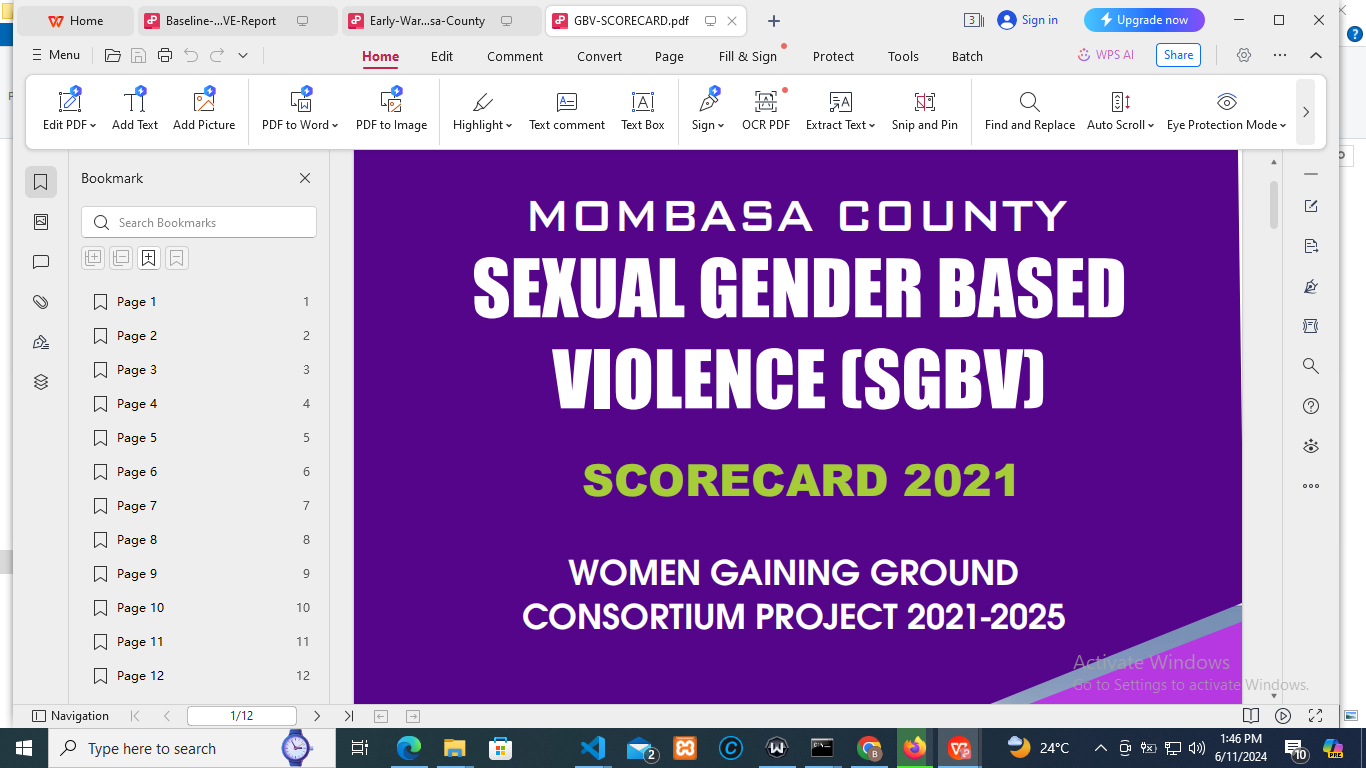 Home
Baseline-...VE-Report
Early-War...sa-County
GBV-SCORECARD.pdf
3
Sign in
Upgrade now
Menu
Home
Edit
Comment
Convert
Page
Fill & Sign
Protect
Tools
Batch
WPS AI
Share
Edit PDF
Add Text
Add Picture
PDF to Word
PDF to Image
Highlight
Text comment
Text Box
Sign
OCR PDF
Extract Text
Snip and Pin
Find and Replace
Auto Scroll
Eye Protection Mode
Bookmark
Search Bookmarks
Page 1 1
Page 2 2
Page 3 3
Page 4 4
Page 5 5
Page 6 6
Page 7 7
Page 8 8
Page 9 9
Page 10 10
Page 11 11
Page 12 12
MOMBASA COUNTY
SEXUAL GENDER BASED
VIOLENCE (SGBV)
SCORECARD 2021
WOMEN GAINING GROUND
CONSORTIUM PROJECT 2021-2025
Activate Windows
Go to Settings to activate Windows.
Navigation
1/12
Type here to search
2
24°C
1:46 PM
6/11/2024
10
PRE